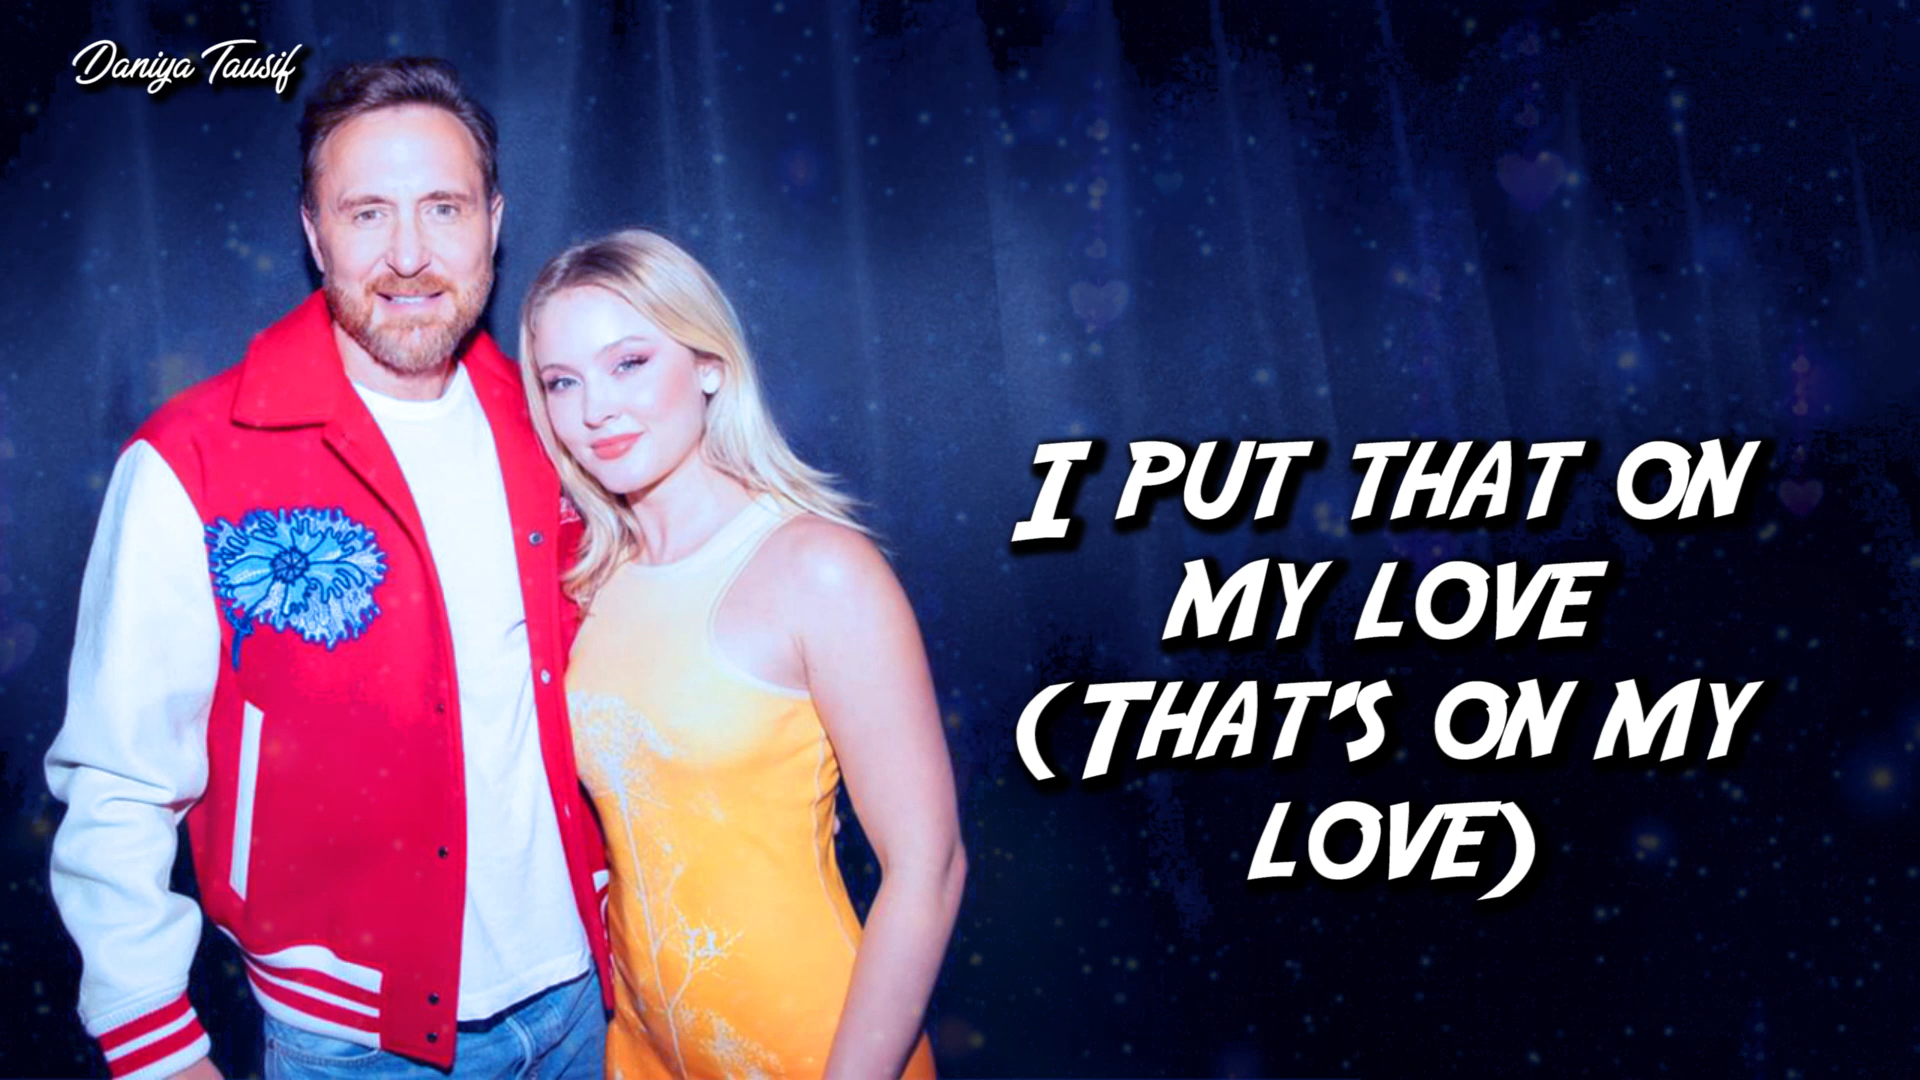 Daniya Tausif
I PUT THAT ON
MY LOVE
(THAT'S ON MY
LOVE)